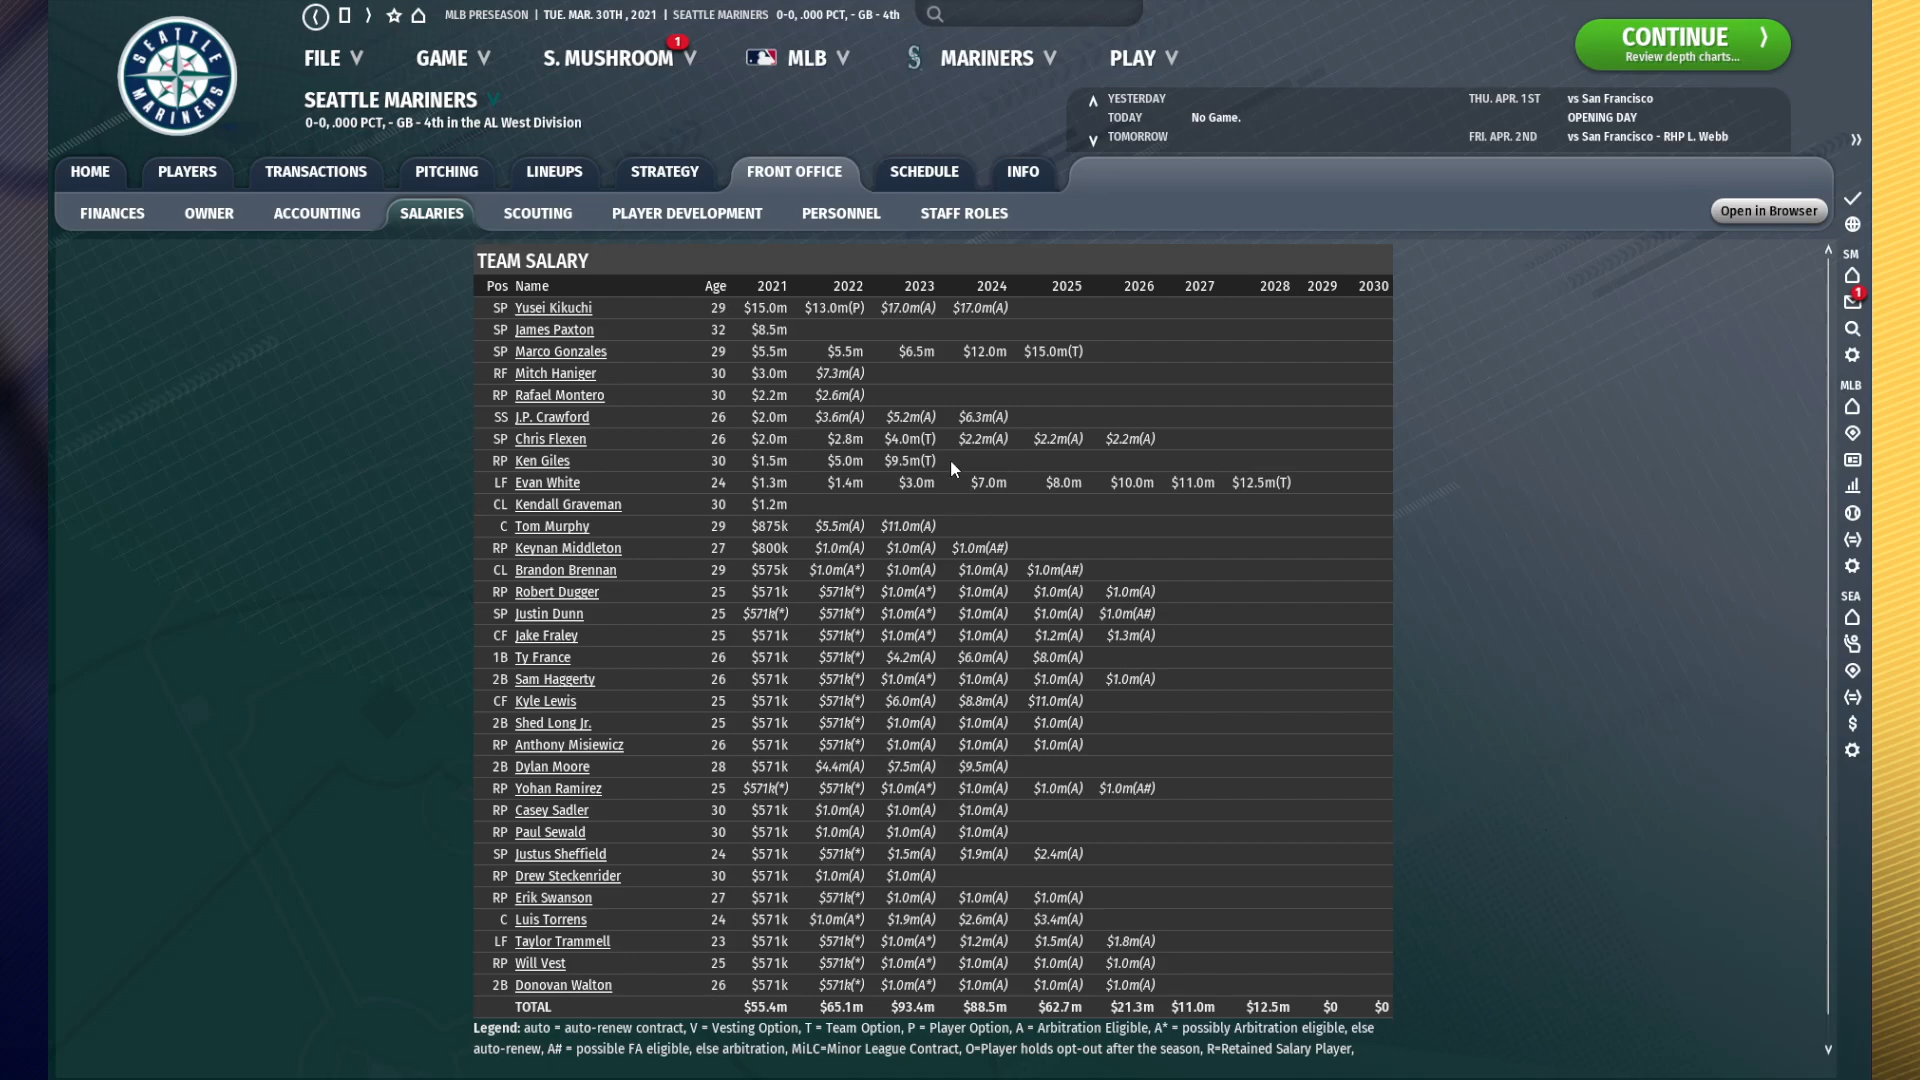 MLB PRESEASON | TUE. MAR. 30TH , 2021 | SEATTLE MARINERS 0-0, .000 PCT, - GB - 4th
SEATTLE MARINERS
FILE GAME S. MUSHROOM 1 MLB MARINERS PLAY
CONTINUE
Review depth charts...
SEATTLE MARINERS
0-0, .000 PCT, - GB - 4th in the AL West Division
YESTERDAY THU. APR. 1ST vs San Francisco
TODAY No Game. OPENING DAY
TOMORROW FRI. APR. 2ND vs San Francisco - RHP L. Webb
HOME PLAYERS TRANSACTIONS PITCHING LINEUPS STRATEGY FRONT OFFICE SCHEDULE INFO
FINANCES OWNER ACCOUNTING SALARIES SCOUTING PLAYER DEVELOPMENT PERSONNEL STAFF ROLES Open in Browser
SM
1
MLB
SEA
TEAM SALARY
Pos Name Age 2021 2022 2023 2024 2025 2026 2027 2028 2029 2030
SP Yusei Kikuchi 29 $15.0m $13.0m(P) $17.0m(A) $17.0m(A)
SP James Paxton 32 $8.5m
SP Marco Gonzales 29 $5.5m $5.5m $6.5m $12.0m $15.0m(T)
RF Mitch Haniger 30 $3.0m $7.3m(A)
RP Rafael Montero 30 $2.2m $2.6m(A)
SS J.P. Crawford 26 $2.0m $3.6m(A) $5.2m(A) $6.3m(A)
SP Chris Flexen 26 $2.0m $2.8m $4.0m(T) $2.2m(A) $2.2m(A) $2.2m(A)
RP Ken Giles 30 $1.5m $5.0m $9.5m(T)
LF Evan White 24 $1.3m $1.4m $3.0m $7.0m $8.0m $10.0m $11.0m $12.5m(T)
CL Kendall Graveman 30 $1.2m
C Tom Murphy 29 $875k $5.5m(A) $11.0m(A)
RP Keynan Middleton 27 $800k $1.0m(A) $1.0m(A) $1.0m(A#)
CL Brandon Brennan 29 $575k $1.0m(A*) $1.0m(A) $1.0m(A) $1.0m(A#)
RP Robert Dugger 25 $571k $571k(*) $1.0m(A*) $1.0m(A) $1.0m(A) $1.0m(A)
SP Justin Dunn 25 $571k(*) $571k(*) $1.0m(A*) $1.0m(A) $1.0m(A) $1.0m(A#)
CF Jake Fraley 25 $571k $571k(*) $1.0m(A*) $1.0m(A) $1.2m(A) $1.3m(A)
1B Ty France 26 $571k $571k(*) $4.2m(A) $6.0m(A) $8.0m(A)
2B Sam Haggerty 26 $571k $571k(*) $1.0m(A*) $1.0m(A) $1.0m(A) $1.0m(A)
CF Kyle Lewis 25 $571k $571k(*) $6.0m(A) $8.8m(A) $11.0m(A)
2B Shed Long Jr. 25 $571k $571k(*) $1.0m(A) $1.0m(A) $1.0m(A)
RP Anthony Misiewicz 26 $571k $571k(*) $1.0m(A) $1.0m(A) $1.0m(A)
2B Dylan Moore 28 $571k $4.4m(A) $7.5m(A) $9.5m(A)
RP Yohan Ramirez 25 $571k(*) $571k(*) $1.0m(A*) $1.0m(A) $1.0m(A) $1.0m(A#)
RP Casey Sadler 30 $571k $1.0m(A) $1.0m(A) $1.0m(A)
RP Paul Sewald 30 $571k $1.0m(A) $1.0m(A) $1.0m(A)
SP Justus Sheffield 24 $571k $571k(*) $1.5m(A) $1.9m(A) $2.4m(A)
RP Drew Steckenrider 30 $571k $1.0m(A) $1.0m(A)
RP Erik Swanson 27 $571k $571k(*) $1.0m(A) $1.0m(A) $1.0m(A)
C Luis Torrens 24 $571k $1.0m(A*) $1.9m(A) $2.6m(A) $3.4m(A)
LF Taylor Trammell 23 $571k $571k(*) $1.0m(A*) $1.2m(A) $1.5m(A) $1.8m(A)
RP Will Vest 25 $571k $571k(*) $1.0m(A*) $1.0m(A) $1.0m(A) $1.0m(A)
2B Donovan Walton 26 $571k $571k(*) $1.0m(A*) $1.0m(A) $1.0m(A) $1.0m(A)
TOTAL $55.4m $65.1m $93.4m $88.5m $62.7m $21.3m $11.0m $12.5m $0 $0
Legend: auto = auto-renew contract, V = Vesting Option, T = Team Option, P = Player Option, A = Arbitration Eligible, A* = possibly Arbitration eligible, else
auto-renew, A# = possible FA eligible, else arbitration, MiLC=Minor League Contract, O=Player holds opt-out after the season, R=Retained Salary Player,